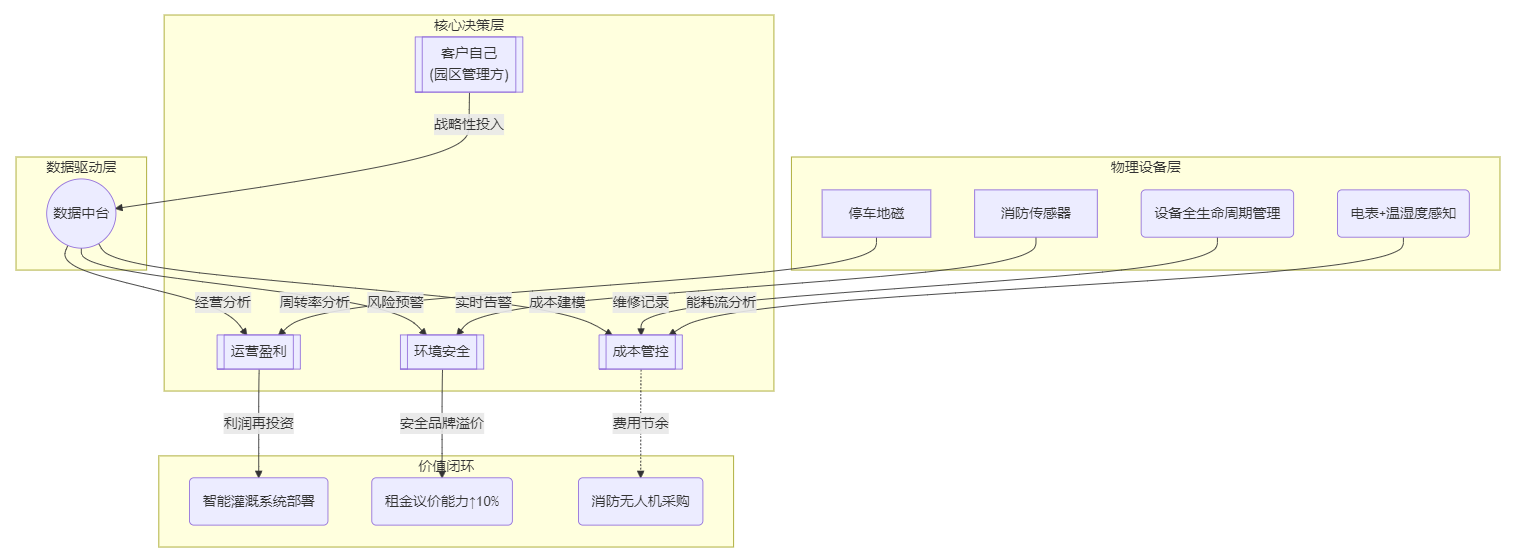 核心决策层
客户自己
(园区管理方)
战略性投入
数据驱动层
数据中台
物理设备层
停车地磁
消防传感器
设备全生命周期管理
电表+温湿度感知
经营分析
周转率分析
风险预警
实时告警
成本建模
维修记录
能耗流分析
运营盈利
环境安全
成本管控
利润再投资
安全品牌溢价
费用节余
价值闭环
智能灌溉系统部署
租金议价能力↑10%
消防无人机采购